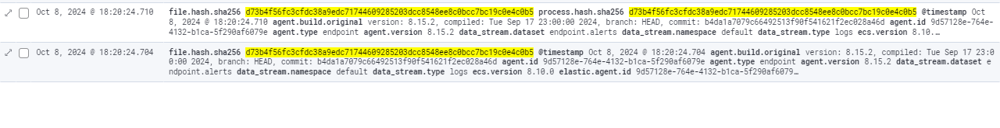 Oct 8, 2024 @ 18:20:24.710 file.hash.sha256 d73b4f56fc3cfdc38a9edc71744609285203dcc8548ee8c0bcc7bc19c0e4c0b5 process.hash.sha256 d73b4f56fc3cfdc38a9edc71744609285203dcc8548ee8c0bcc7bc19c0e4c0b5 @timestamp Oct
8, 2024 @ 18:20:24.710 agent.build.original version: 8.15.2, compiled: Tue Sep 17 23:00:00 2024, branch: HEAD, commit: b4da1a7079c66492513f90f541621f2ec028a46d agent.id 9d57128e-764e-
4132-b1ca-5f290af6079e agent.type endpoint agent.version 8.15.2 data_stream.dataset endpoint.alerts data_stream.namespace default data_stream.type logs ecs.version 8.10.…
Oct 8, 2024 @ 18:20:24.704 file.hash.sha256 d73b4f56fc3cfdc38a9edc71744609285203dcc8548ee8c0bcc7bc19c0e4c0b5 @timestamp Oct 8, 2024 @ 18:20:24.704 agent.build.original version: 8.15.2, compiled: Tue Sep 17 23:0
0:00 2024, branch: HEAD, commit: b4da1a7079c66492513f90f541621f2ec028a46d agent.id 9d57128e-764e-4132-b1ca-5f290af6079e agent.type endpoint agent.version 8.15.2 data_stream.dataset e
ndpoint.alerts data_stream.namespace default data_stream.type logs ecs.version 8.10.0 elastic.agent.id 9d57128e-764e-4132-b1ca-5f290af6079…